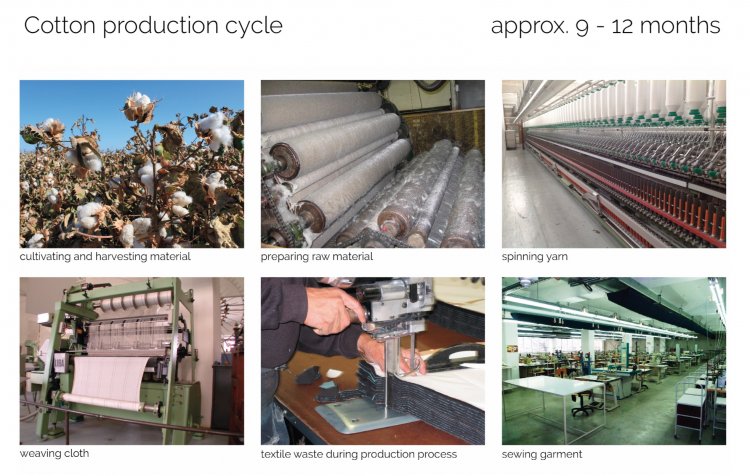 Cotton production cycle
approx. 9 - 12 months
cultivating and harvesting material
preparing raw material
spinning yarn
weaving cloth
textile waste during production process
sewing garment